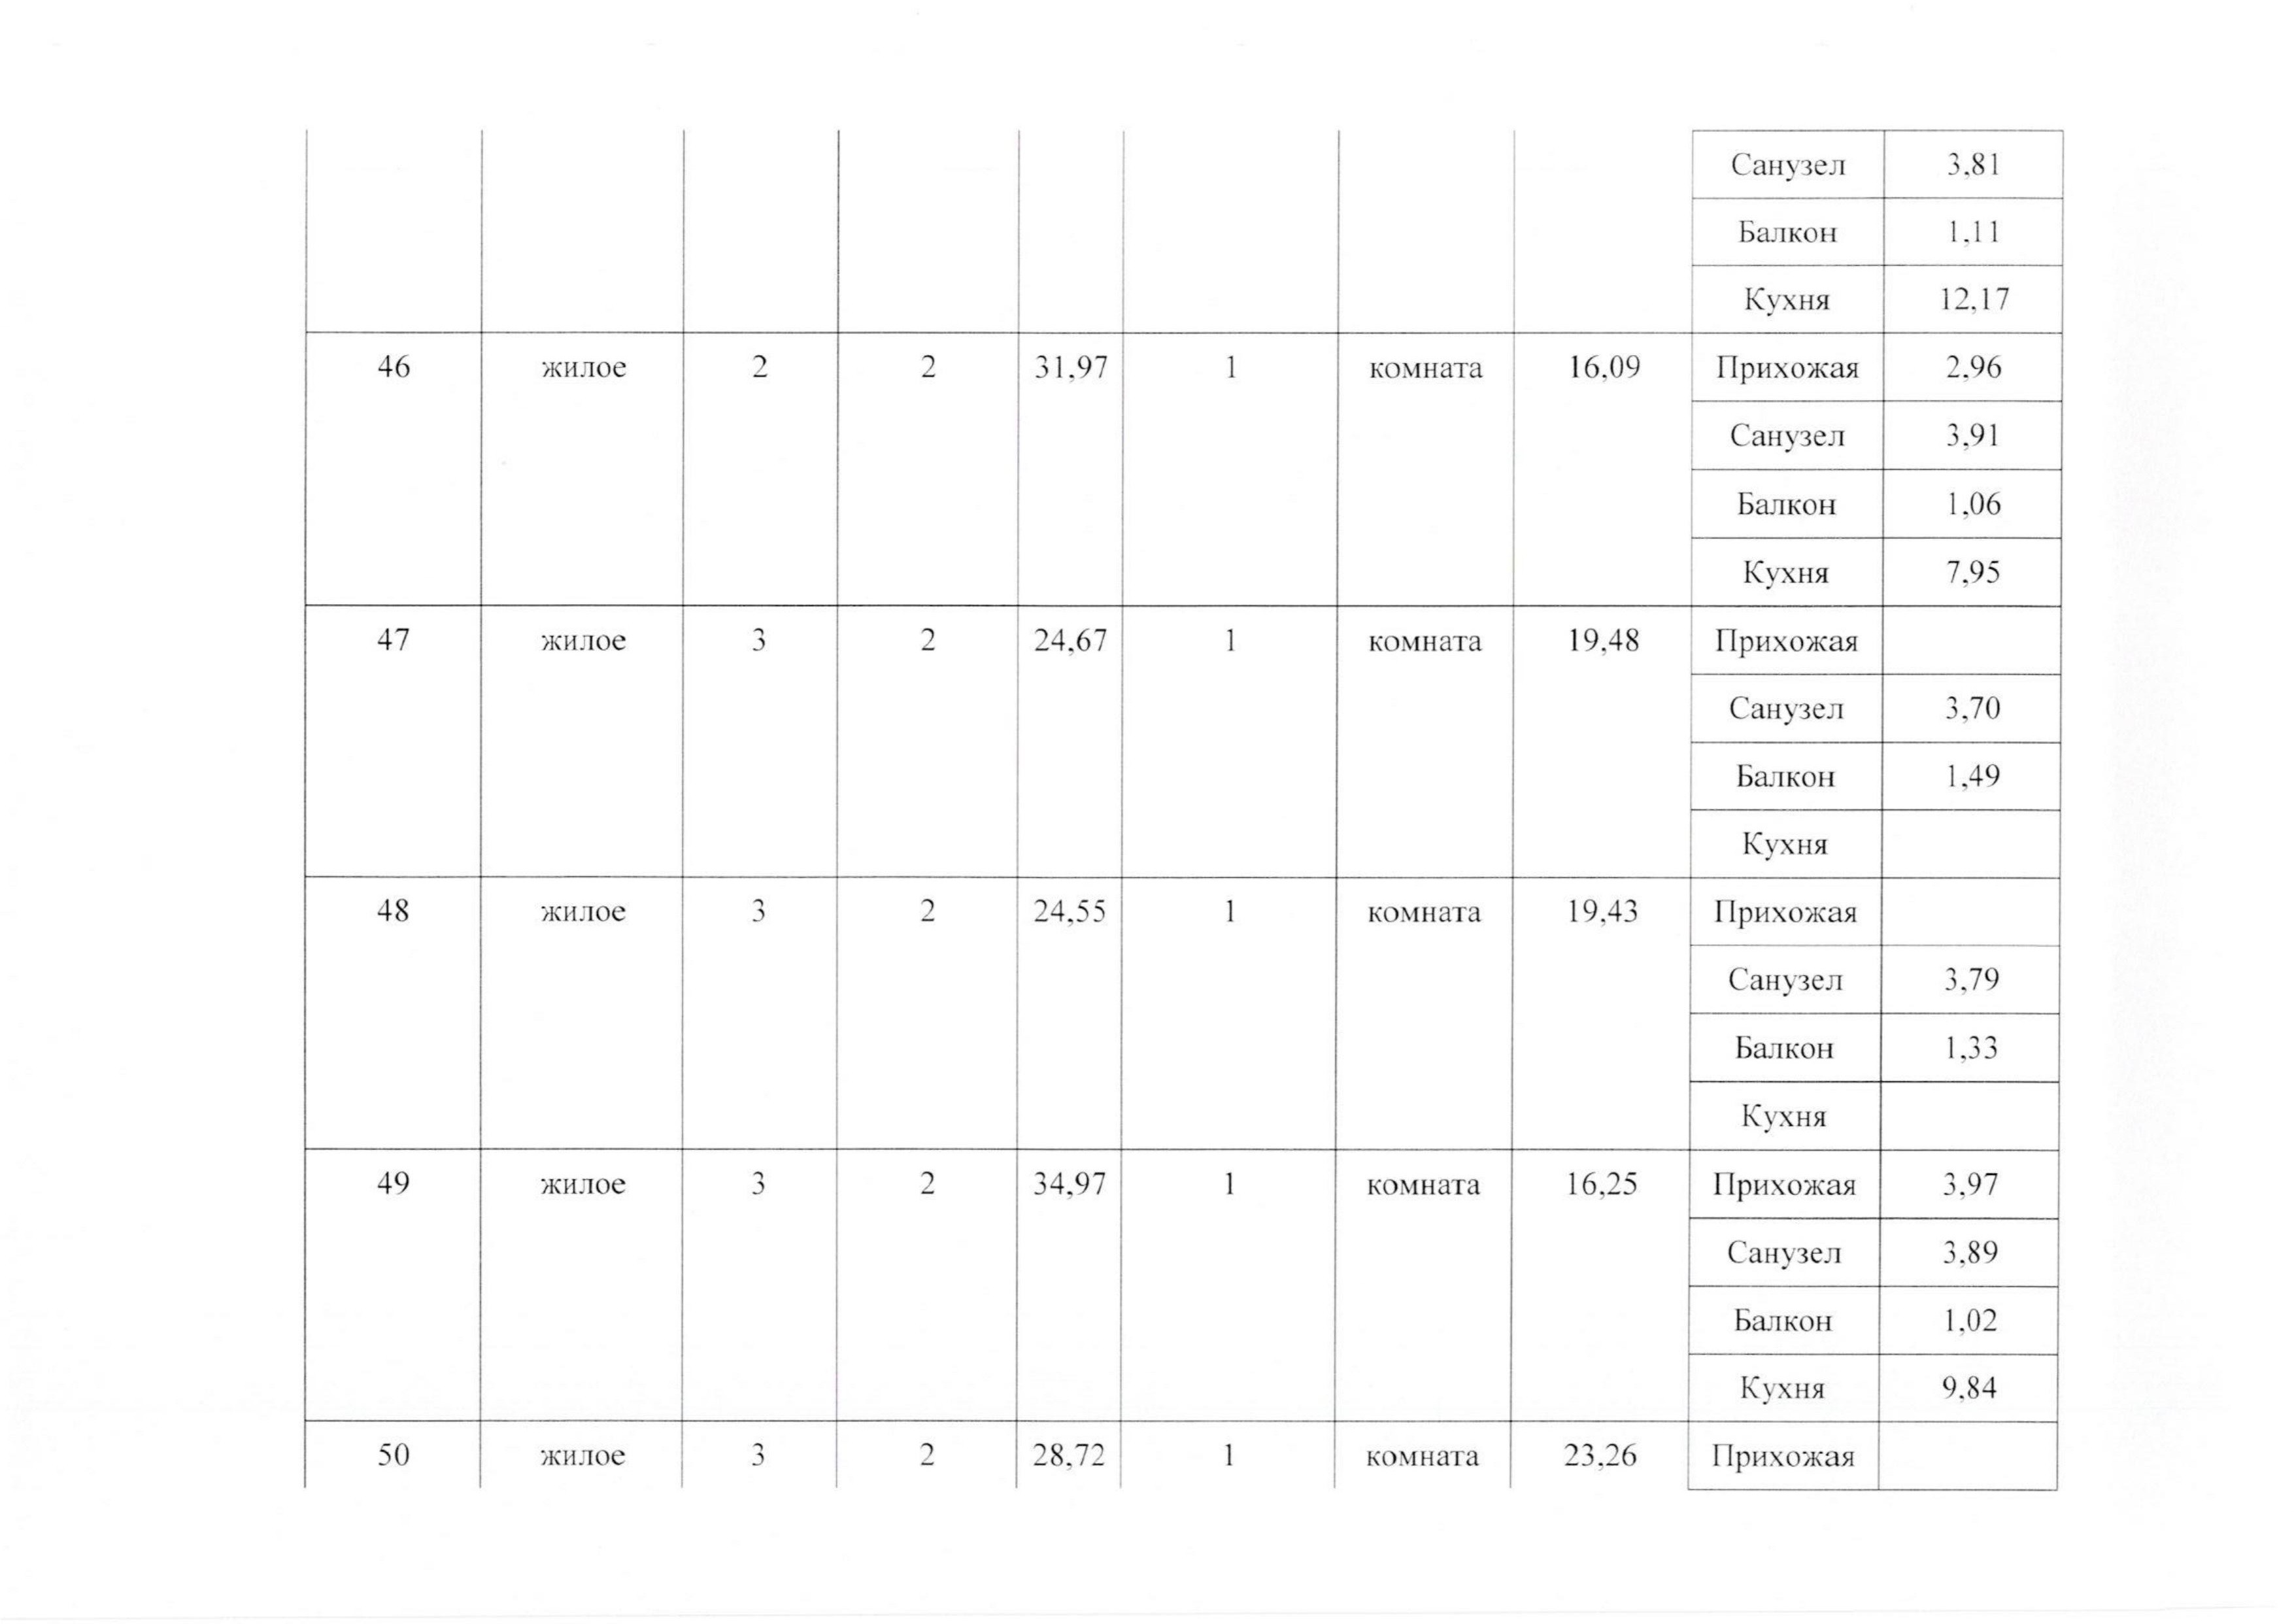 Санузел 3,81
Балкон 1,11
Кухня 12,17
46 жилое 2 2 31,97 1 комната 16,09 Прихожая 2,96
Санузел 3,91
Балкон 1,06
Кухня 7,95
47 жилое 3 2 24,67 1 комната 19,48 Прихожая
Санузел 3,70
Балкон 1,49
Кухня
48 жилое 3 2 24,55 1 комната 19,43 Прихожая
Санузел 3,79
Балкон 1,33
Кухня
49 жилое 3 2 34,97 1 комната 16,25 Прихожая 3,97
Санузел 3,89
Балкон 1,02
Кухня 9,84
50 жилое 3 2 28,72 1 комната 23,26 Прихожая